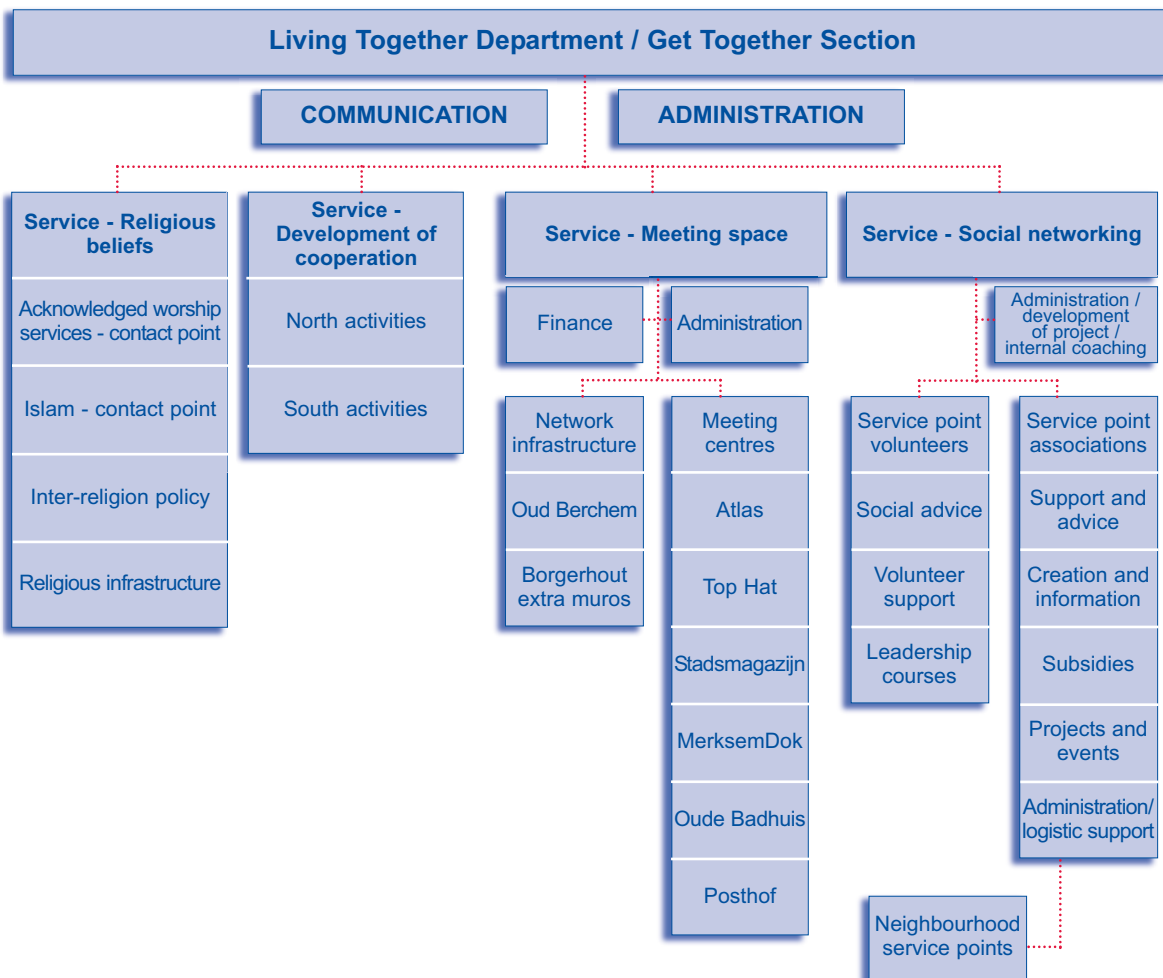 Living Together Department / Get Together Section
COMMUNICATION
ADMINISTRATION
Service - Religious
beliefs
Acknowledged worship
services - contact point
Islam - contact point
Inter-religion policy
Religious infrastructure
Service -
Development of
cooperation
North activities
South activities
Service - Meeting space
Finance
Administration
Network
infrastructure
Oud Berchem
Borgerhout
extra muros
Meeting
centres
Atlas
Top Hat
Stadsmagazijn
MerksemDok
Oude Badhuis
Posthof
Service - Social networking
Administration /
development
of project /
internal coaching
Service point
volunteers
Social advice
Volunteer
support
Leadership
courses
Service point
associations
Support and
advice
Creation and
information
Subsidies
Projects and
events
Administration/
logistic support
Neighbourhood
service points